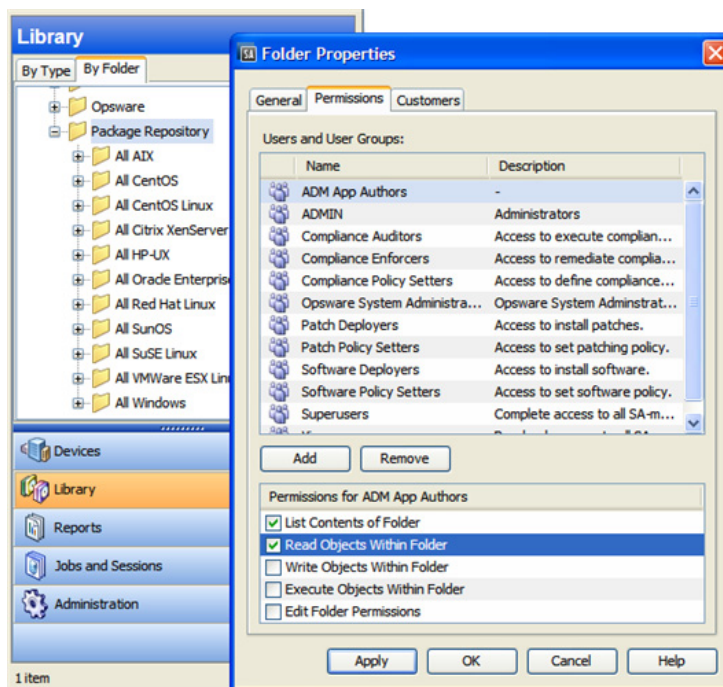 Library
By Type By Folder
Opsware
Package Repository
All AIX
All CentOS
All CentOS Linux
All Citrix XenServer
All HP-UX
All Oracle Enterpris
All Red Hat Linux
All SunOS
All SuSE Linux
All VMWare ESX Lin
All Windows
Devices
Library
Reports
Jobs and Sessions
Administration
1 item
SA Folder Properties
General Permissions Customers
Users and User Groups:
Name Description
ADM App Authors -
ADMIN Administrators
Compliance Auditors Access to execute complian...
Compliance Enforcers Access to remediate complia...
Compliance Policy Setters Access to define compliance...
Opsware System Administra... Opsware System Adminstrat...
Patch Deployers Access to install patches.
Patch Policy Setters Access to set patching policy.
Software Deployers Access to install software.
Software Policy Setters Access to set software policy.
Superusers Complete access to all SA-m...
Add Remove
Permissions for ADM App Authors
List Contents of Folder
Read Objects Within Folder
Write Objects Within Folder
Execute Objects Within Folder
Edit Folder Permissions
Apply OK Cancel Help